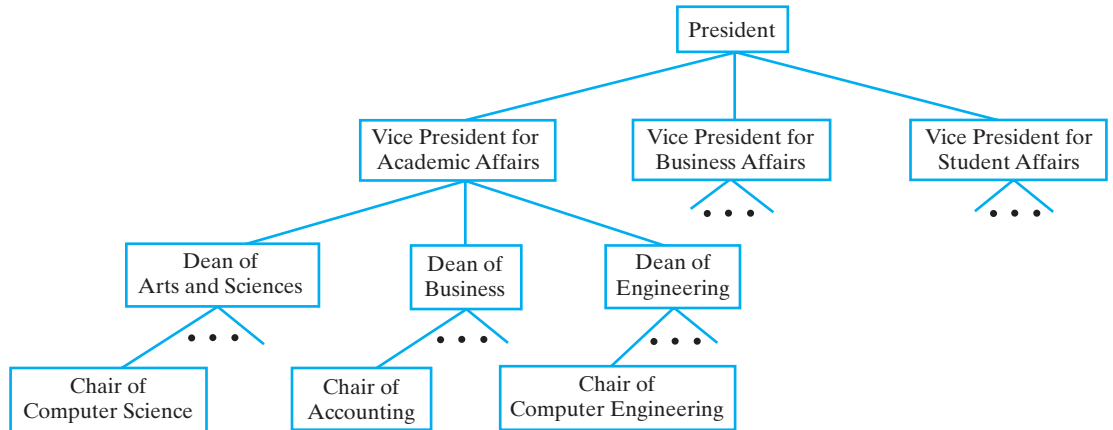 President
Vice President for
Academic Affairs
Vice President for
Business Affairs
Vice President for
Student Affairs
• • •
• • •
Dean of
Arts and Sciences
Dean of
Business
Dean of
Engineering
• • •
• • •
• • •
Chair of
Computer Science
Chair of
Accounting
Chair of
Computer Engineering